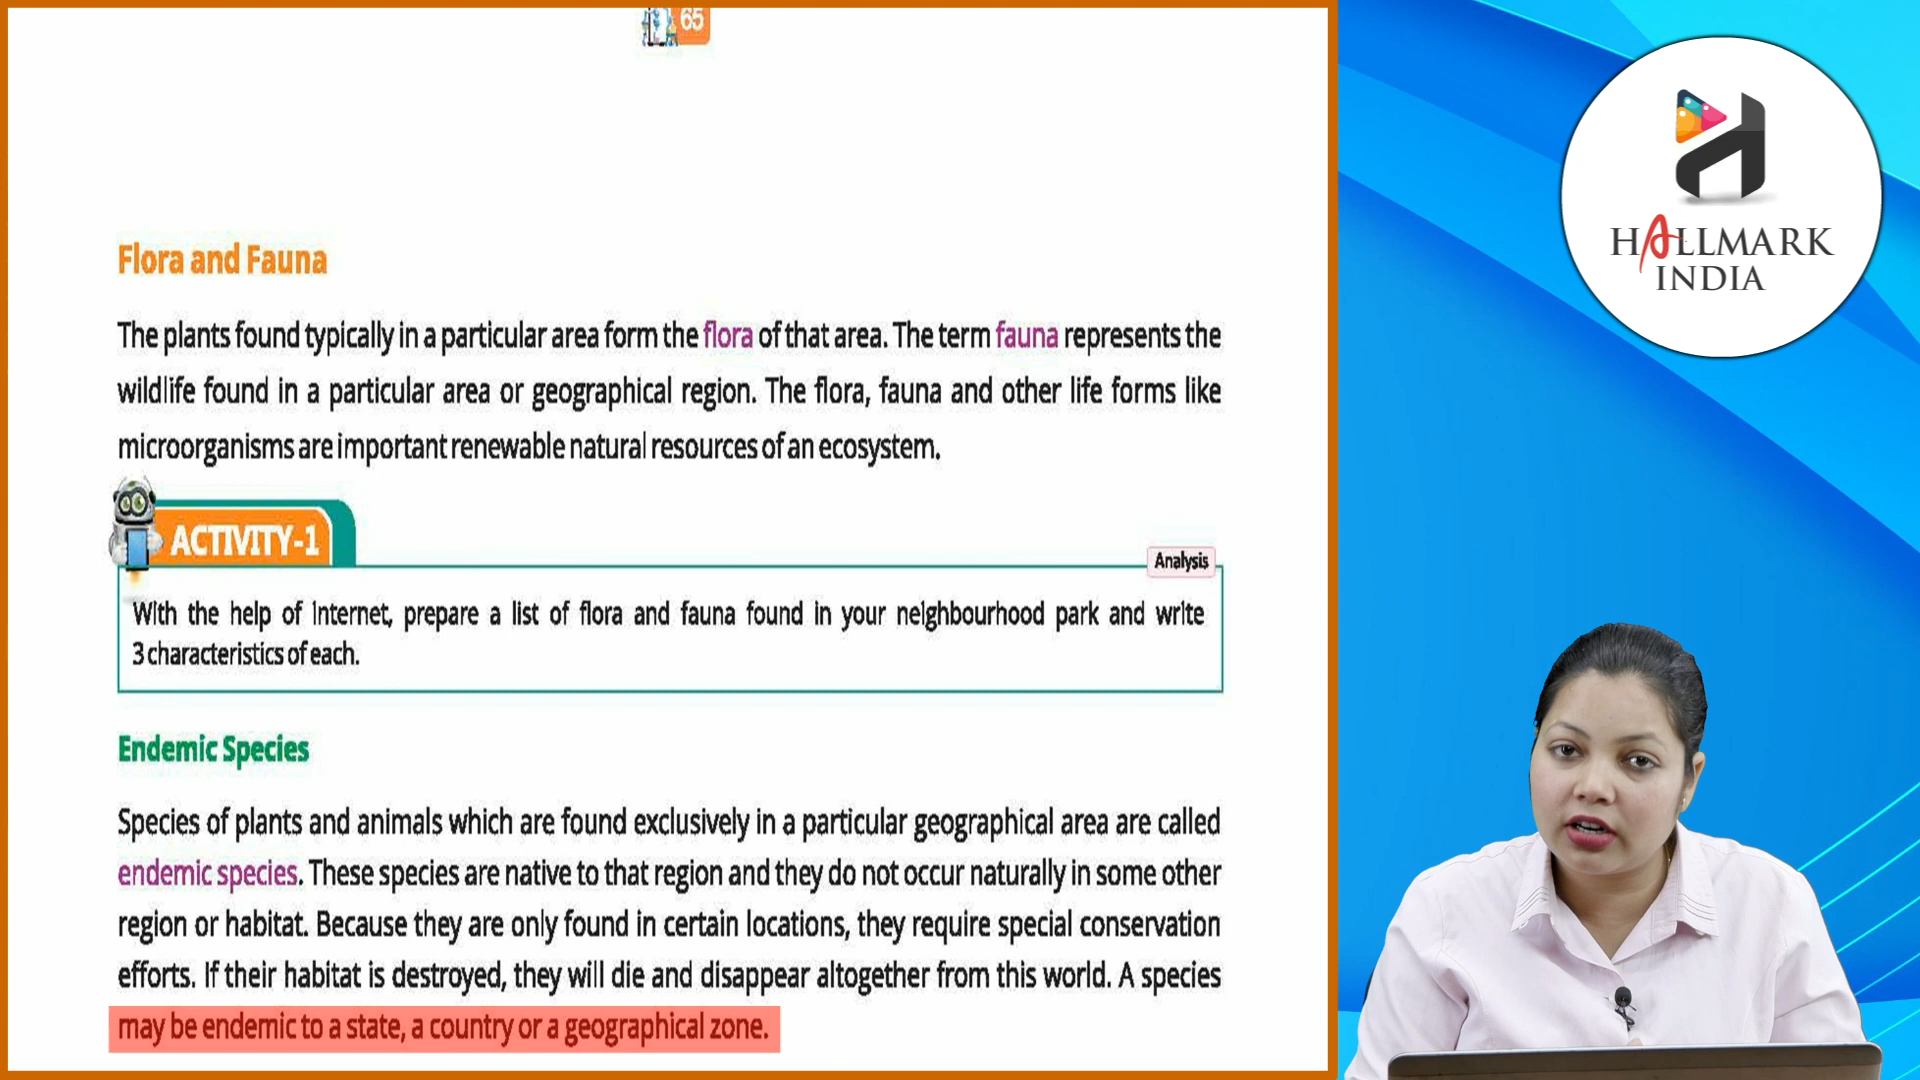 65
Flora and Fauna
The plants found typically in a particular area form the flora of that area. The term fauna represents the
wildlife found in a particular area or geographical region. The flora, fauna and other life forms like
microorganisms are important renewable natural resources of an ecosystem.
ACTIVITY-1
Analysis
With the help of internet, prepare a list of flora and fauna found in your neighbourhood park and write
3 characteristics of each.
Endemic Species
Species of plants and animals which are found exclusively in a particular geographical area are called
endemic species. These species are native to that region and they do not occur naturally in some other
region or habitat. Because they are only found in certain locations, they require special conservation
efforts. If their habitat is destroyed, they will die and disappear altogether from this world. A species
may be endemic to a state, a country or a geographical zone.
HALLMARK
INDIA